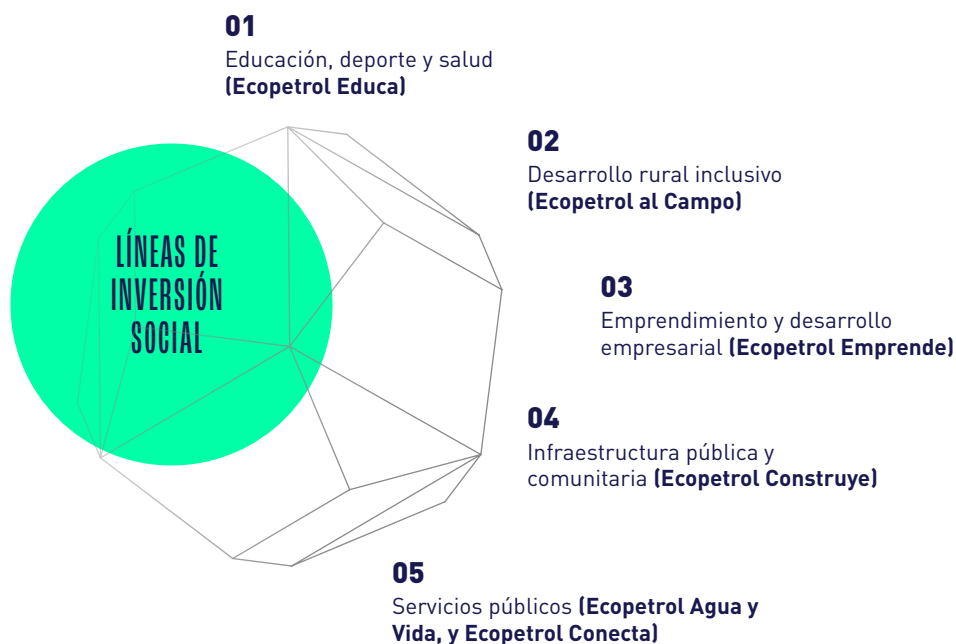 01
Educación, deporte y salud
(Ecopetrol Educa)
02
Desarrollo rural inclusivo
(Ecopetrol al Campo)
LÍNEAS DE
INVERSIÓN
SOCIAL
03
Emprendimiento y desarrollo
empresarial (Ecopetrol Emprende)
04
Infraestructura pública y
comunitaria (Ecopetrol Construye)
05
Servicios públicos (Ecopetrol Agua y
Vida, y Ecopetrol Conecta)